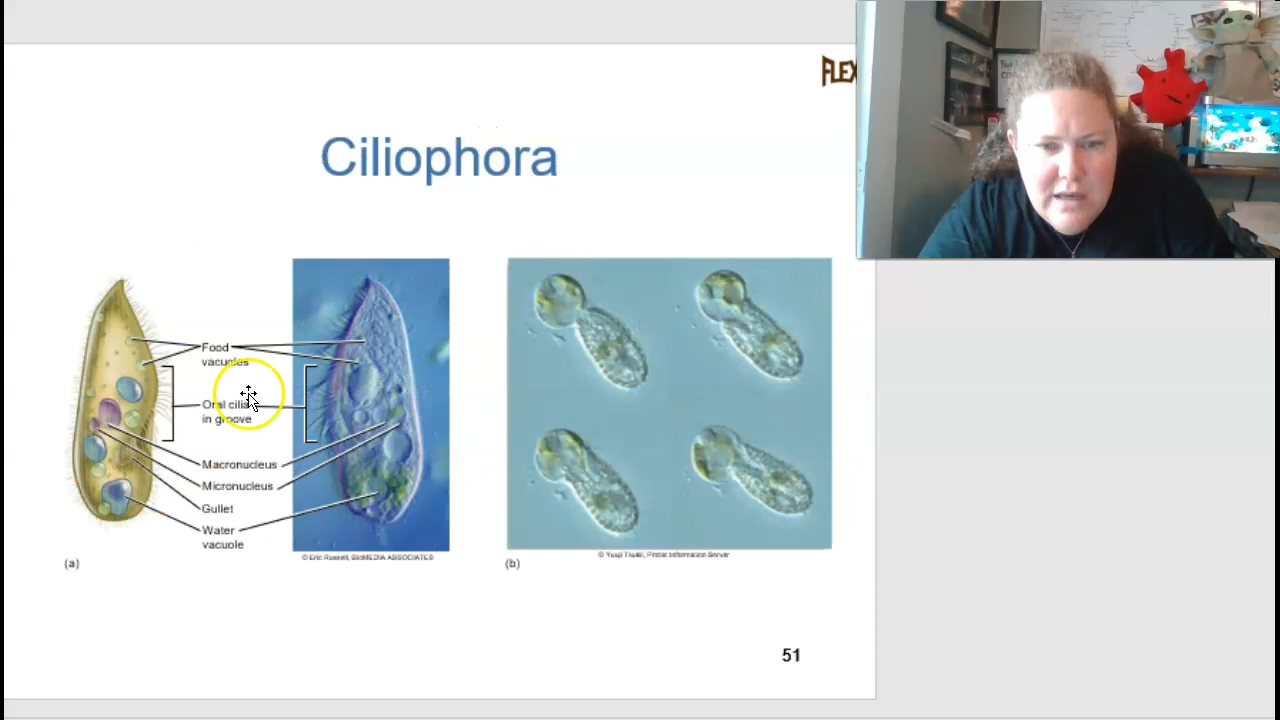 FLEX
Ciliophora
Food
vacuoles
Oral cilia
in groove
Macronucleus
Micronucleus
Gullet
Water
vacuole
© Eric Russell, BioMEDIA ASSOCIATES
© Yuuji Tsukii, Protist Information Server
(a)
(b)
51